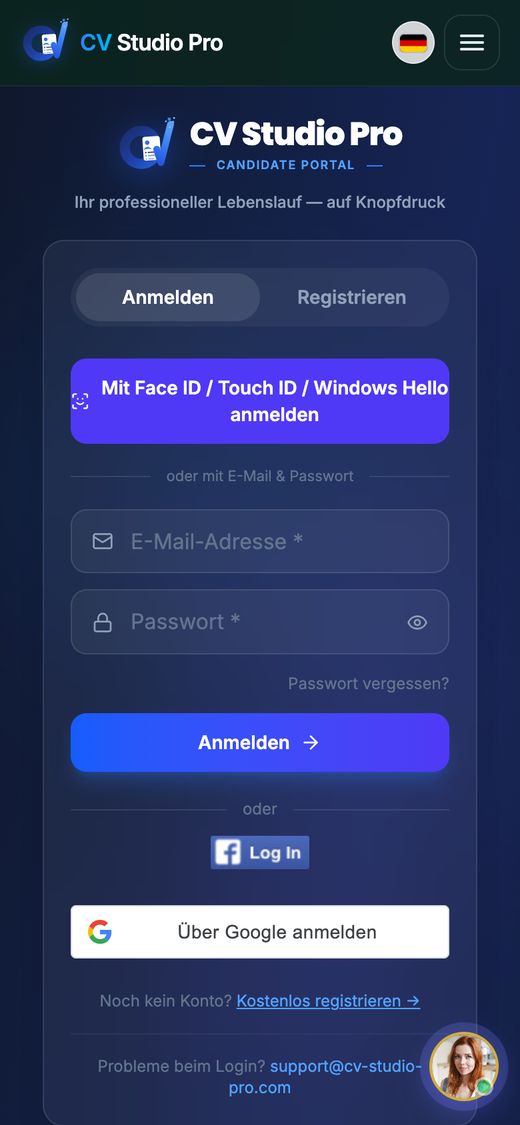 CV Studio Pro
CV Studio Pro
CANDIDATE PORTAL
Ihr professioneller Lebenslauf — auf Knopfdruck
Anmelden
Registrieren
Mit Face ID / Touch ID / Windows Hello
anmelden
oder mit E-Mail & Passwort
E-Mail-Adresse *
Passwort *
Passwort vergessen?
Anmelden →
oder
Log In
Über Google anmelden
Noch kein Konto? Kostenlos registrieren →
Probleme beim Login? support@cv-studio-
pro.com